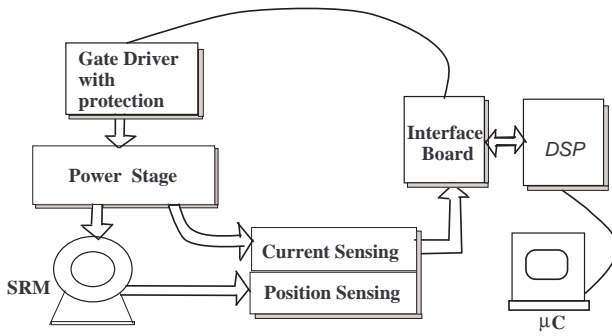 Gate Driver
with
protection
Interface
Board
DSP
Power Stage
Current Sensing
SRM
Position Sensing
μC